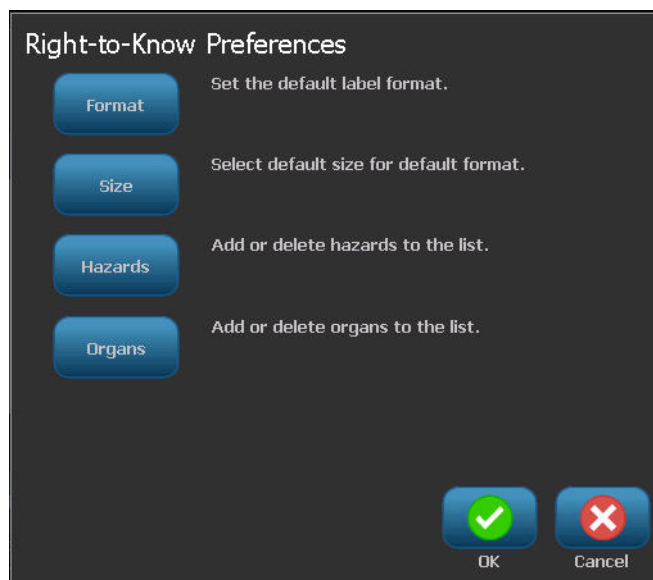 Right-to-Know Preferences
Format
Set the default label format.
Size
Select default size for default format.
Hazards
Add or delete hazards to the list.
Organs
Add or delete organs to the list.
OK
Cancel